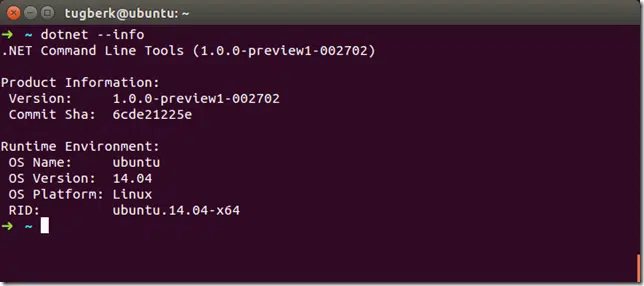 tugberk@ubuntu: ~
➜ ~ dotnet --info
.NET Command Line Tools (1.0.0-preview1-002702)
Product Information:
Version: 1.0.0-preview1-002702
Commit Sha: 6cde21225e
Runtime Environment:
OS Name: ubuntu
OS Version: 14.04
OS Platform: Linux
RID: ubuntu.14.04-x64
➜ ~